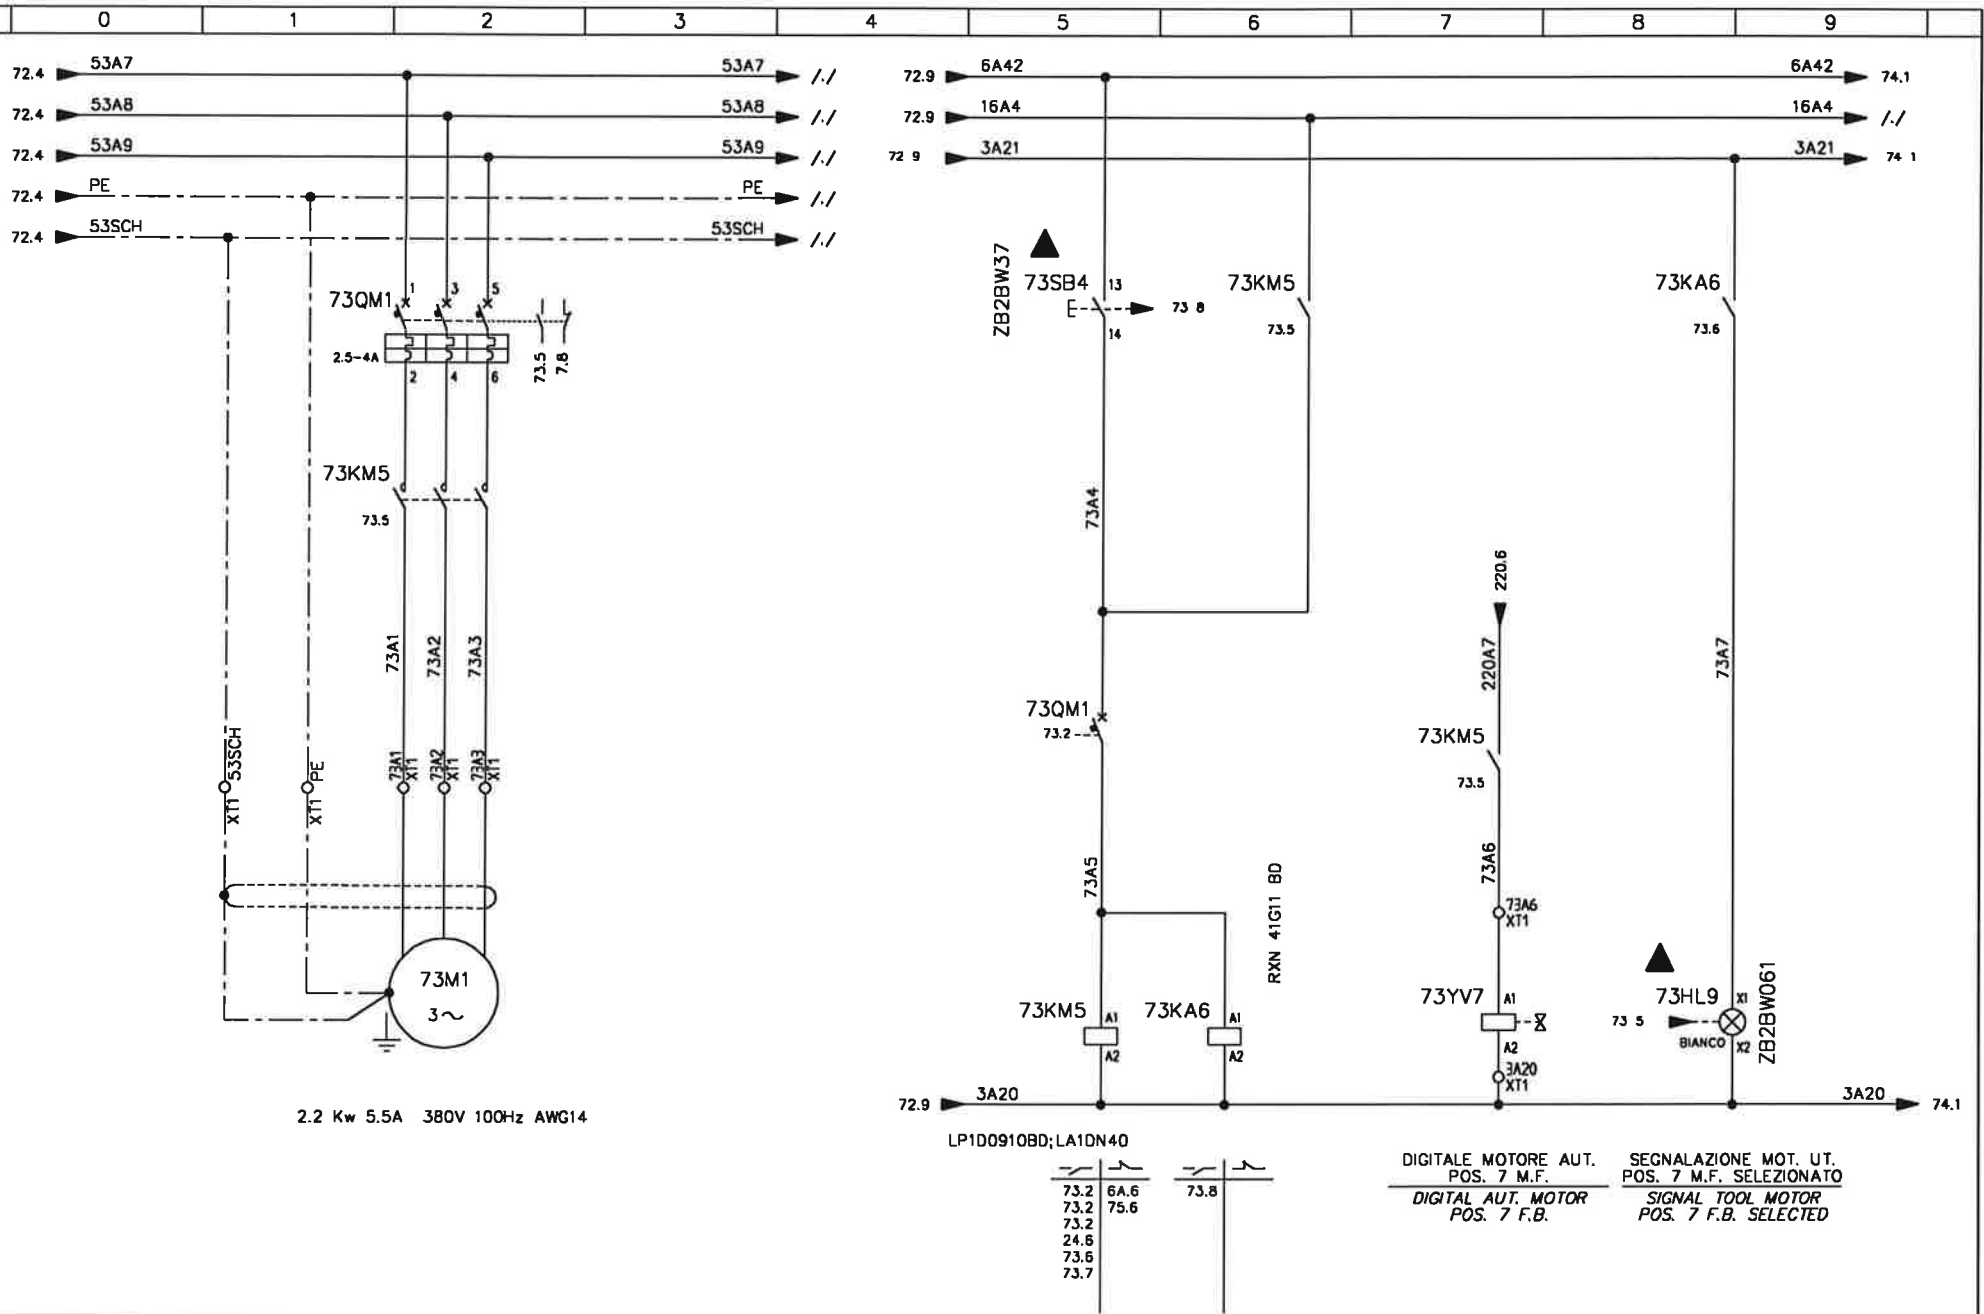 0 1 2 3 4 5 6 7 8 9
72.4 53A7 53A7 /./
72.4 53A8 53A8 /./
72.4 53A9 53A9 /./
72.4 PE PE /./
72.4 53SCH 53SCH /./
72.9 6A42 6A42 74.1
72.9 16A4 16A4 /./
72 9 3A21 3A21 74 1
73QM1 1 3 5
2.5-4A
2 4 6
73.5
7.8
73KM5
73.5
73A1
73A2
73A3
53SCH
XT1
PE
XT1
73A1
XT1
73A2
XT1
73A3
XT1
73M1
3~
2.2 Kw 5.5A 380V 100Hz AWG14
ZB2BW37
73SB4 13
73 8
14
73KM5
73.5
73KA6
73.6
73A4
73QM1
73.2
73A5
RXN 41G11 BD
73KM5 A1
A2
73KA6 A1
A2
220.6
220A7
73KM5
73.5
73A6
73A6
XT1
73YV7 A1
A2
3A20
XT1
73A7
73HL9 X1
73 5
BIANCO X2
ZB2BW061
72.9 3A20 3A20 74.1
LP1D0910BD;LA1DN40
73.2 6A.6
73.2 75.6
73.2
24.6
73.6
73.7
73.8
DIGITALE MOTORE AUT.
POS. 7 M.F.
DIGITAL AUT. MOTOR
POS. 7 F.B.
SEGNALAZIONE MOT. UT.
POS. 7 M.F. SELEZIONATO
SIGNAL TOOL MOTOR
POS. 7 F.B. SELECTED